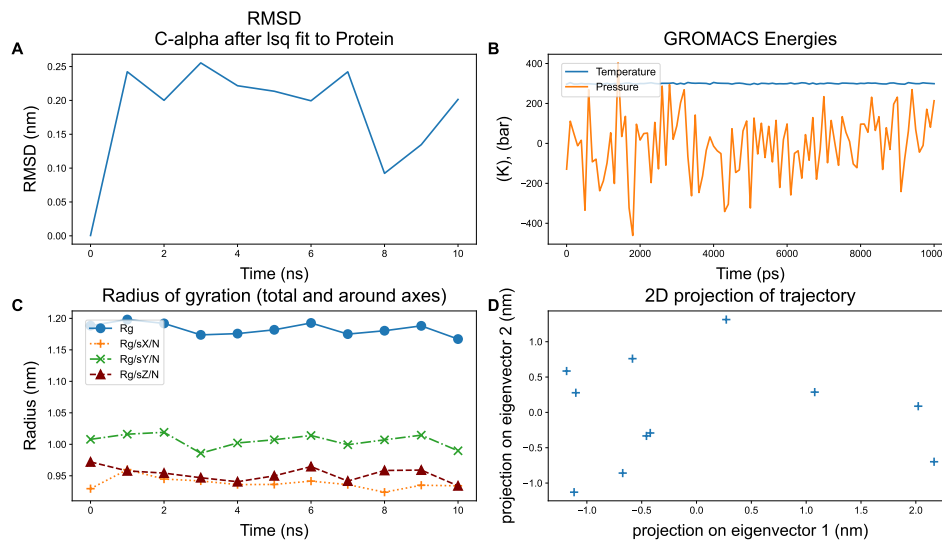 RMSD
C-alpha after lsq fit to Protein
A
0.25
0.20
0.15
0.10
0.05
0.00
RMSD (nm)
0 2 4 6 8 10
Time (ns)
GROMACS Energies
B
400
200
0
−200
−400
(K), (bar)
Temperature
Pressure
0 2000 4000 6000 8000 1000
Time (ps)
Radius of gyration (total and around axes)
C
1.20
1.15
1.10
1.05
1.00
0.95
Radius (nm)
Rg
Rg/sX/N
Rg/sY/N
Rg/sZ/N
0 2 4 6 8 10
Time (ns)
2D projection of trajectory
D
1.0
0.5
0.0
−0.5
−1.0
projection on eigenvector 2 (nm)
−1.0 −0.5 0.0 0.5 1.0 1.5 2.0
projection on eigenvector 1 (nm)